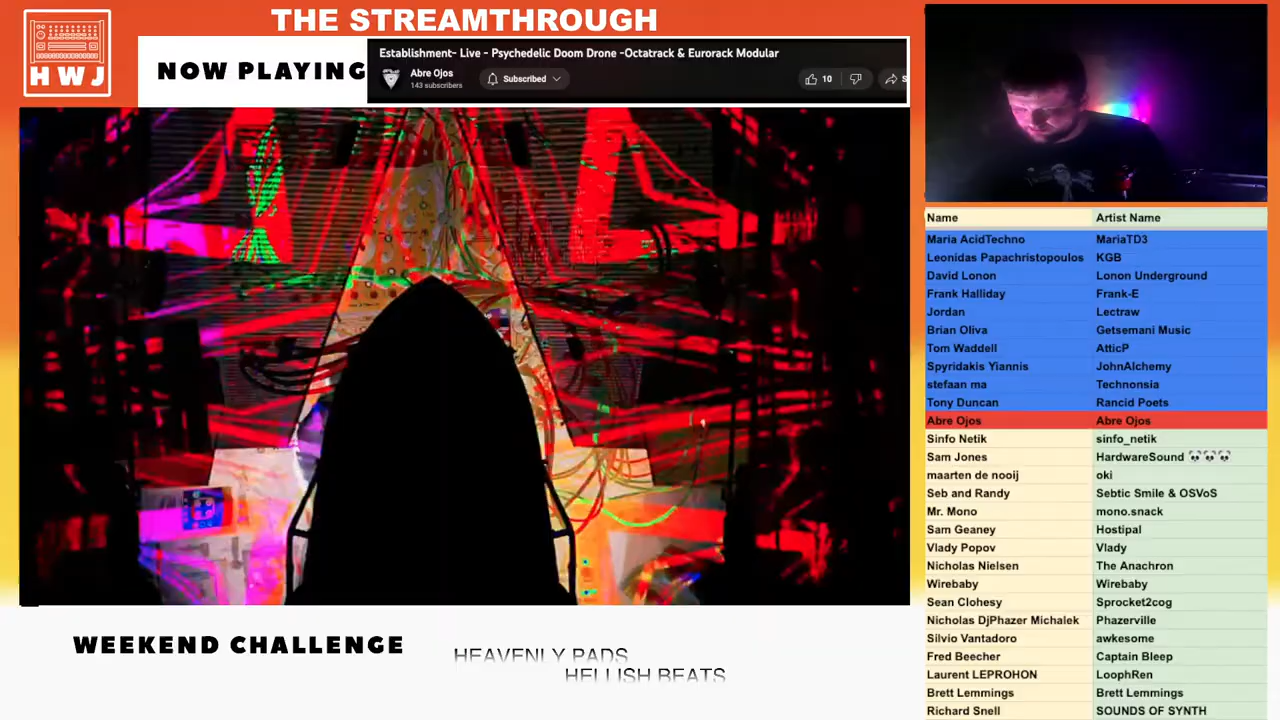 THE STREAMTHROUGH
HWJ
NOW PLAYING
Establishment- Live - Psychedelic Doom Drone -Octatrack & Eurorack Modular
Abre Ojos
143 subscribers
Subscribed
10
S
WEEKEND CHALLENGE
HEAVENLY PADS
HELLISH BEATS
Name Artist Name
Maria AcidTechno MariaTD3
Leonidas Papachristopoulos KGB
David Lonon Lonon Underground
Frank Halliday Frank-E
Jordan Lectraw
Brian Oliva Getsemani Music
Tom Waddell AtticP
Spyridakis Yiannis JohnAlchemy
stefaan ma Technonsia
Tony Duncan Rancid Poets
Abre Ojos Abre Ojos
Sinfo Netik sinfo_netik
Sam Jones HardwareSound 🐼🐼🐼
maarten de nooij oki
Seb and Randy Sebtic Smile & OSVoS
Mr. Mono mono.snack
Sam Geaney Hostipal
Vlady Popov Vlady
Nicholas Nielsen The Anachron
Wirebaby Wirebaby
Sean Clohesy Sprocket2cog
Nicholas DjPhazer Michalek Phazerville
Silvio Vantadoro awkesome
Fred Beecher Captain Bleep
Laurent LEPROHON LoophRen
Brett Lemmings Brett Lemmings
Richard Snell SOUNDS OF SYNTH